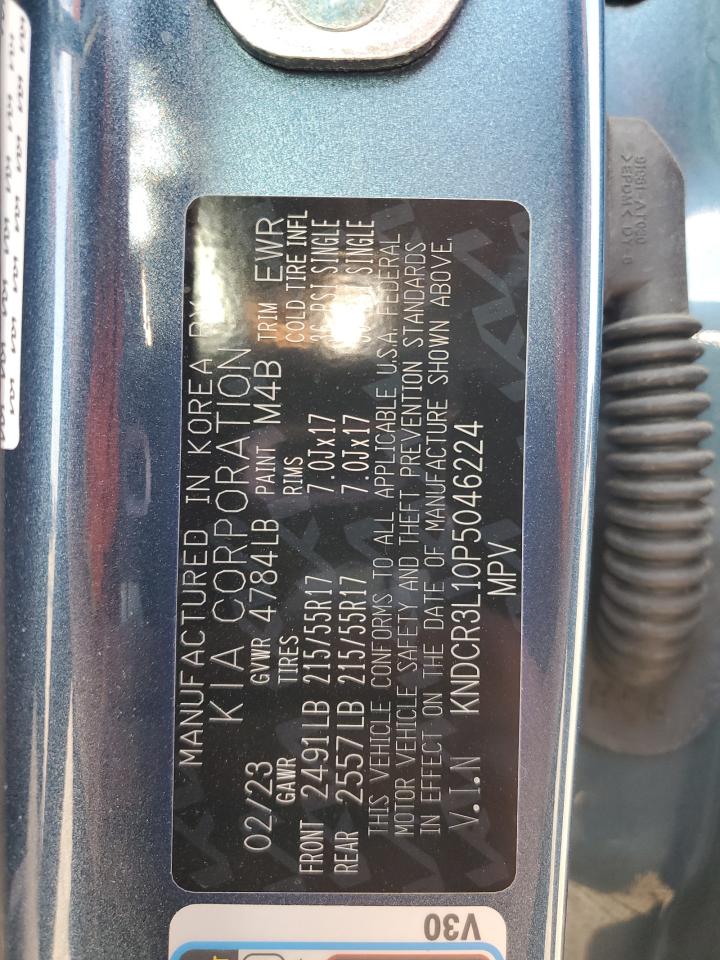 MANUFACTURED IN KOREA BY
KIA CORPORATION
02/23 GVWR 4784LB PAINT M4B TRIM EWR
GAWR TIRES RIMS COLD TIRE INFL
FRONT 2491LB 215/55R17 7.0Jx17 36 PSI SINGLE
REAR 2557LB 215/55R17 7.0Jx17 SINGLE
THIS VEHICLE CONFORMS TO ALL APPLICABLE U.S.A. FEDERAL
MOTOR VEHICLE SAFETY AND THEFT PREVENTION STANDARDS
IN EFFECT ON THE DATE OF MANUFACTURE SHOWN ABOVE.
V.I.N KNDCR3L10P5046224
MPV
V30
>EPDM<